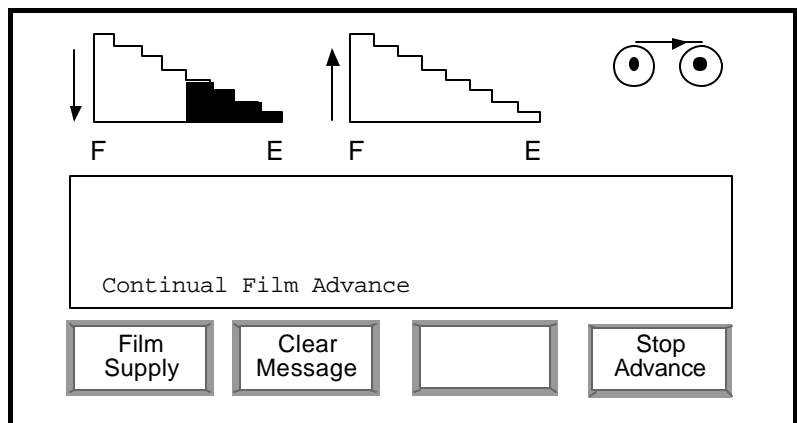 F E F E
Continual Film Advance
Film Supply
Clear Message
Stop Advance